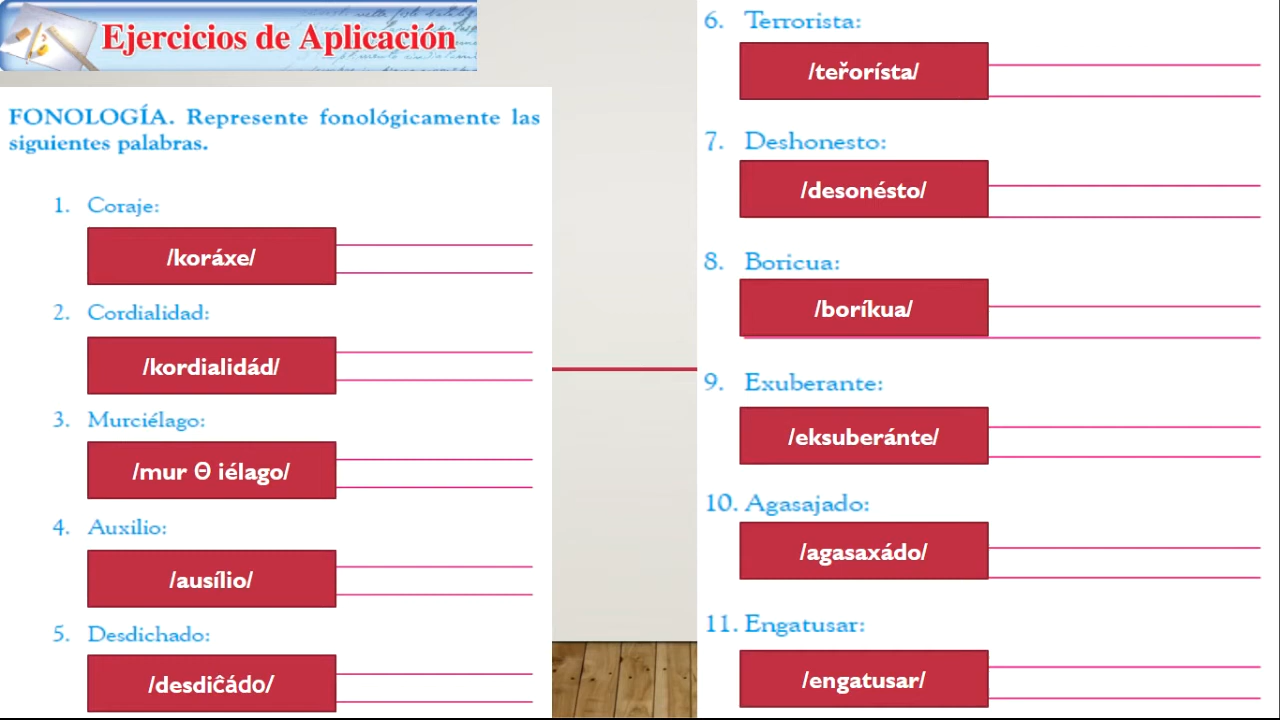 Ejercicios de Aplicación
FONOLOGÍA. Represente fonológicamente las
siguientes palabras.
1. Coraje:
/koráxe/
2. Cordialidad:
/kordialidád/
3. Murciélago:
/mur Θ iélago/
4. Auxilio:
/ausílio/
5. Desdichado:
/desdiĉádo/
6. Terrorista:
/teřorísta/
7. Deshonesto:
/desonésto/
8. Boricua:
/boríkua/
9. Exuberante:
/eksuberánte/
10. Agasajado:
/agasaxádo/
11. Engatusar:
/engatusar/